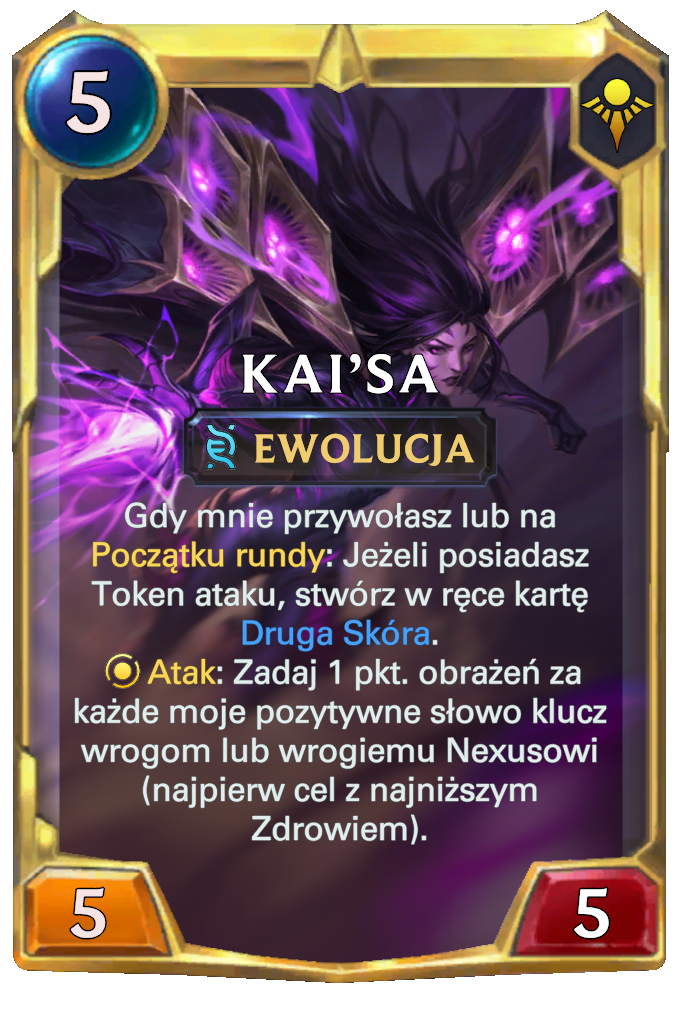 5
KAI'SA
EWOLUCJA
Gdy mnie przywołasz lub na
Początku rundy: Jeżeli posiadasz
Token ataku, stwórz w ręce kartę
Druga Skóra.
Atak: Zadaj 1 pkt. obrażeń za
każde moje pozytywne słowo klucz
wrogom lub wrogiemu Nexusowi
(najpierw cel z najniższym
Zdrowiem).
5
5